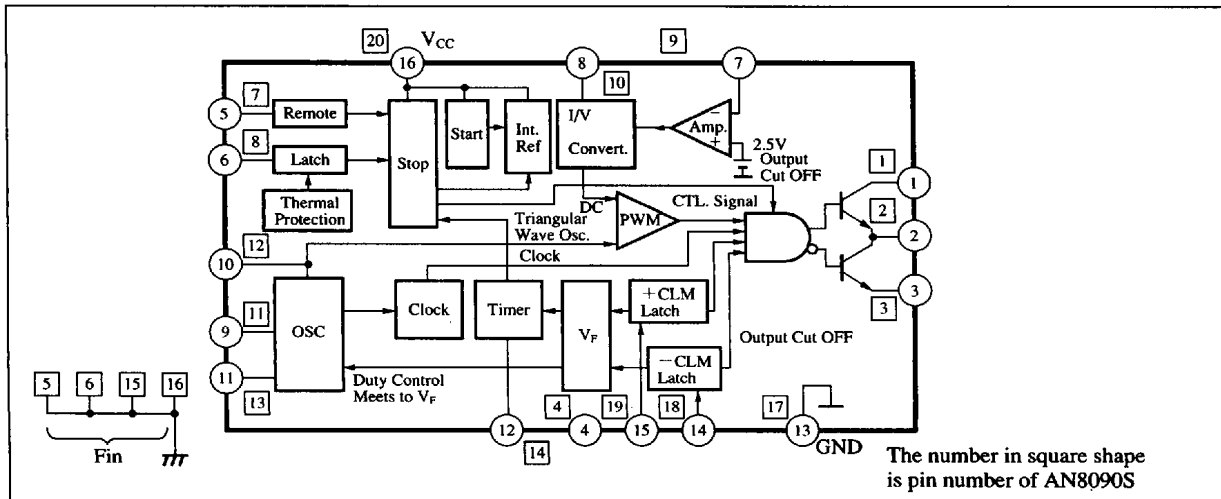 20 VCC 9
16 8 7
7 10
5 Remote I/V Convert. Amp. − +
8 Start Int. Ref 2.5V
6 Latch Stop Output
Cut OFF 1
Thermal Protection 1
DC CTL. Signal
Triangular Wave Osc. PWM 2
12 2
10 Clock
11 OSC Clock Timer VF +CLM Latch 3
9 3
−CLM Latch Output Cut OFF
11 Duty Control Meets to VF
13
5 6 15 16
4 19 18 17
12 4 15 14 13
14 GND
Fin
The number in square shape
is pin number of AN8090S